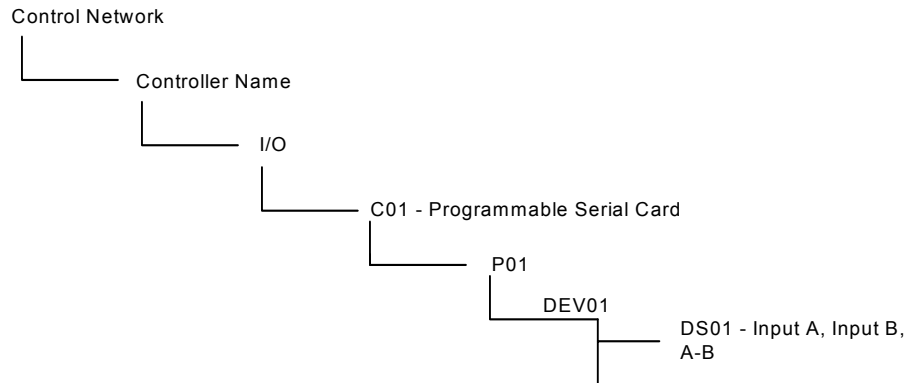 Control Network
Controller Name
I/O
C01 - Programmable Serial Card
P01
DEV01
DS01 - Input A, Input B,
A-B